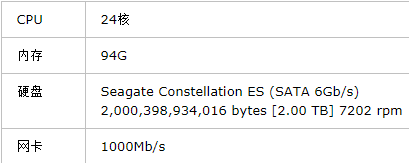 CPU 24核
内存 94G
硬盘 Seagate Constellation ES (SATA 6Gb/s)
2,000,398,934,016 bytes [2.00 TB] 7202 rpm
网卡 1000Mb/s